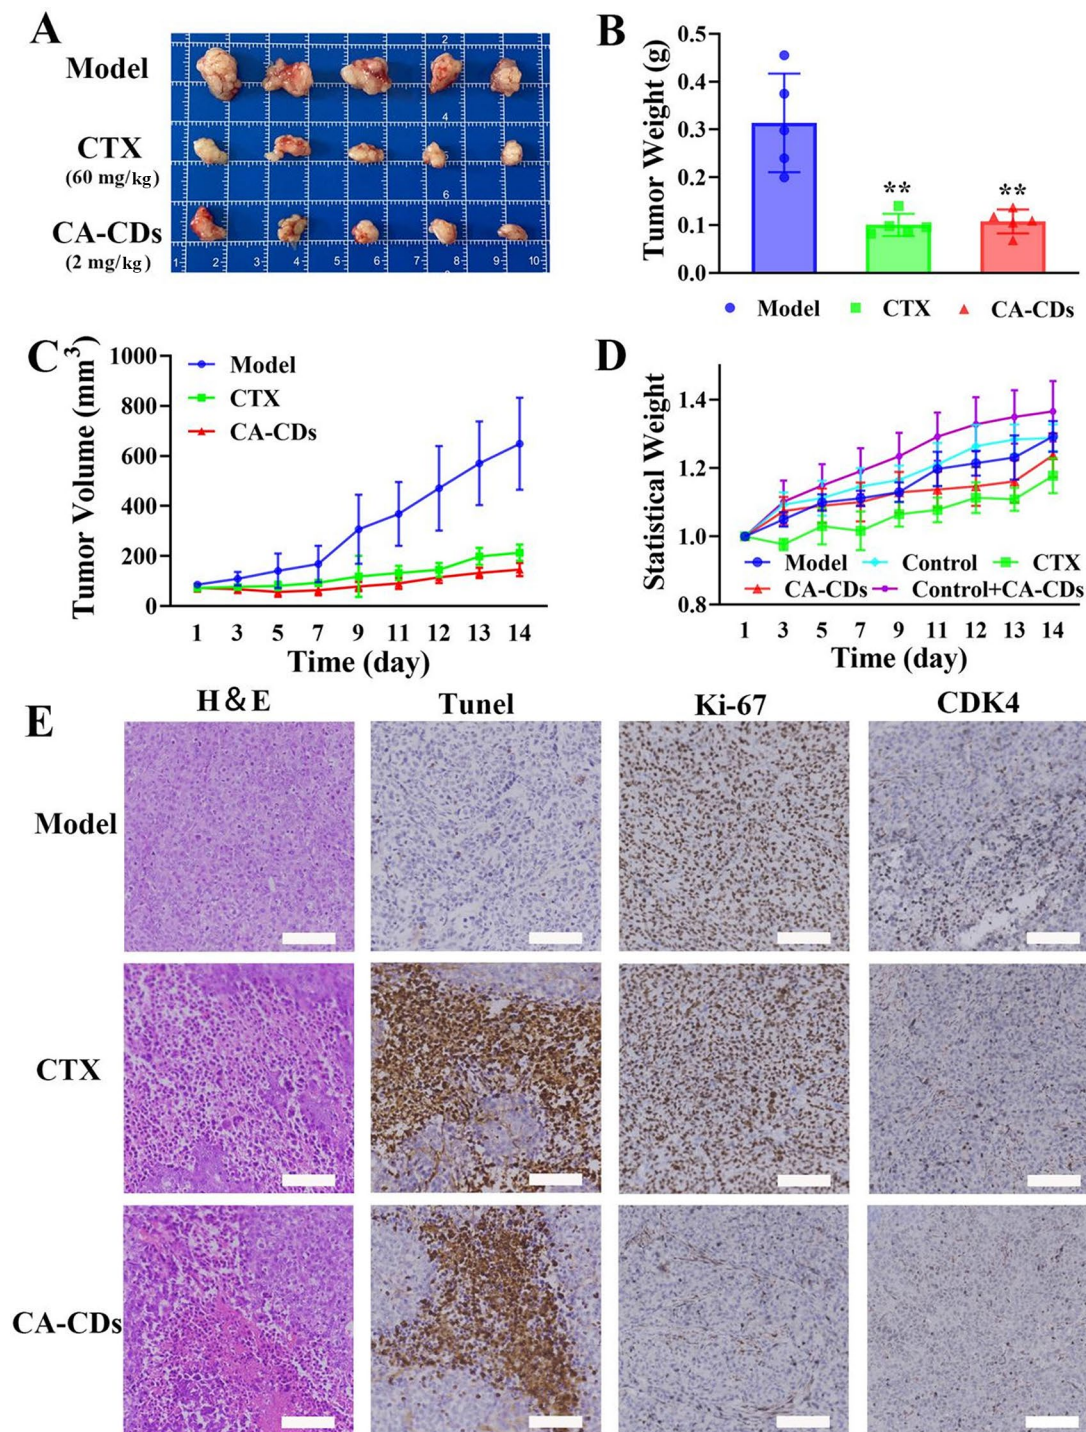 A
Model
CTX
(60 mg/kg)
CA-CDs
(2 mg/kg)
2
4
6
1 2 3 4 5 6 7 8 9 10
B
Tumor Weight (g)
0.5
0.4
0.3
0.2
0.1
0.0
** **
Model CTX CA-CDs
C
Tumor Volume (mm³)
1000
800
600
400
200
0
Model
CTX
CA-CDs
1 3 5 7 9 11 12 13 14
Time (day)
D
Statistical Weight
1.4
1.2
1.0
0.8
Model Control CTX
CA-CDs Control+CA-CDs
1 3 5 7 9 11 12 13 14
Time (day)
E
H&E Tunel Ki-67 CDK4
Model
CTX
CA-CDs